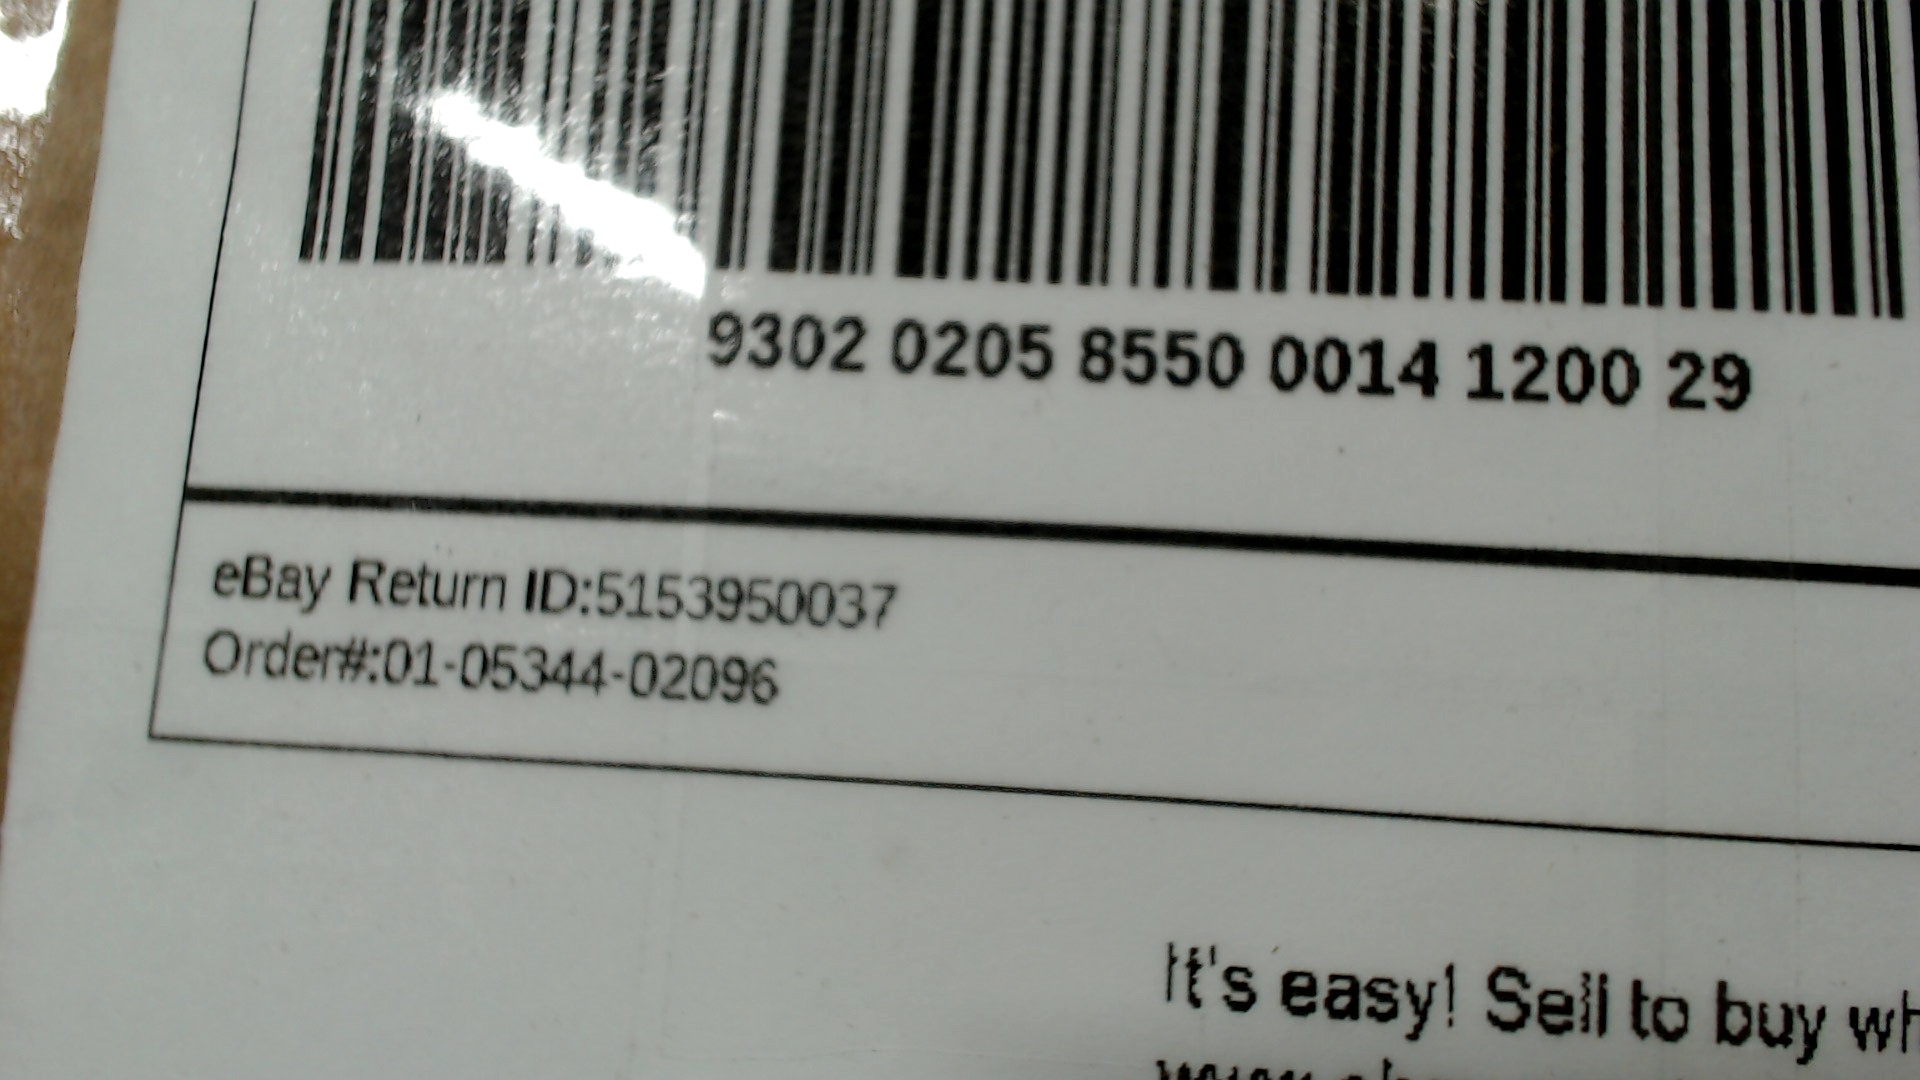 9302 0205 8550 0014 1200 29
eBay Return ID:5153950037
Order#:01-05344-02096
It's easy! Sell to buy